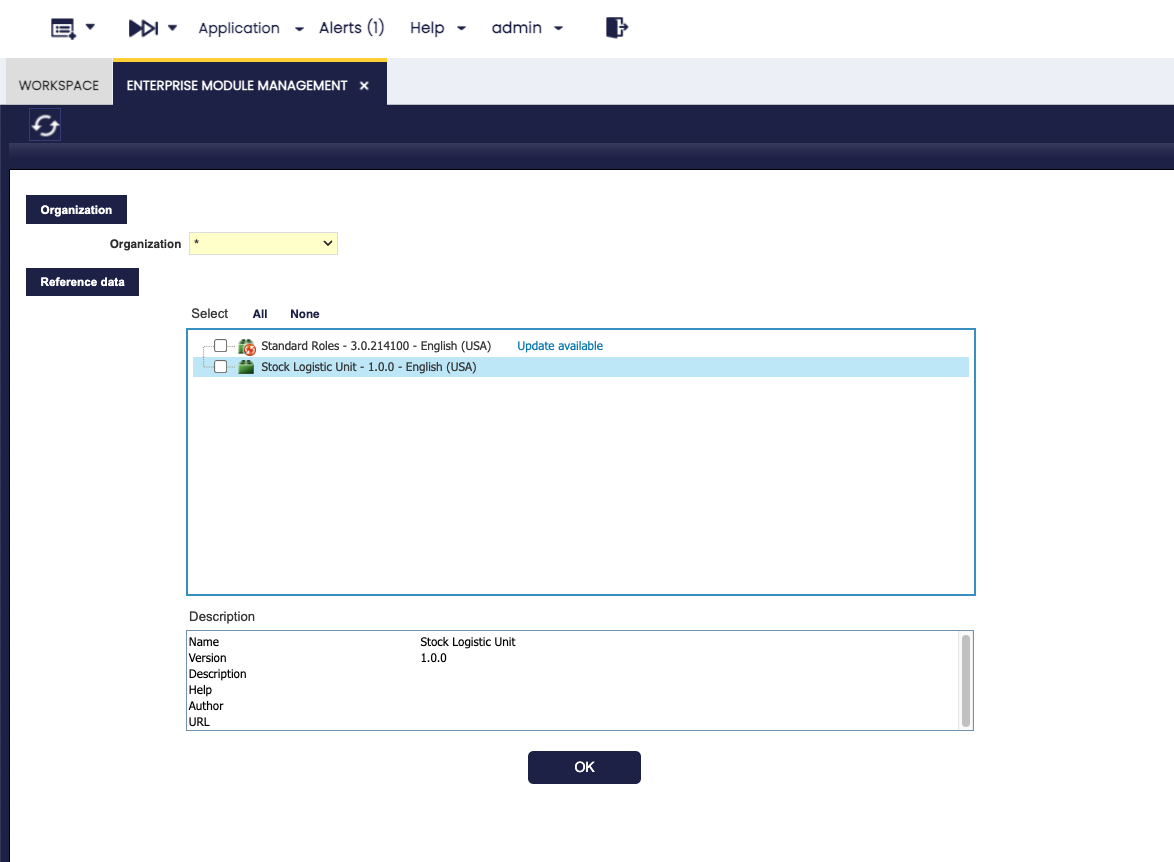 Application Alerts (1) Help admin
WORKSPACE ENTERPRISE MODULE MANAGEMENT ×
Organization
Organization *
Reference data
Select All None
Standard Roles - 3.0.214100 - English (USA) Update available
Stock Logistic Unit - 1.0.0 - English (USA)
Description
Name Stock Logistic Unit
Version 1.0.0
Description
Help
Author
URL
OK